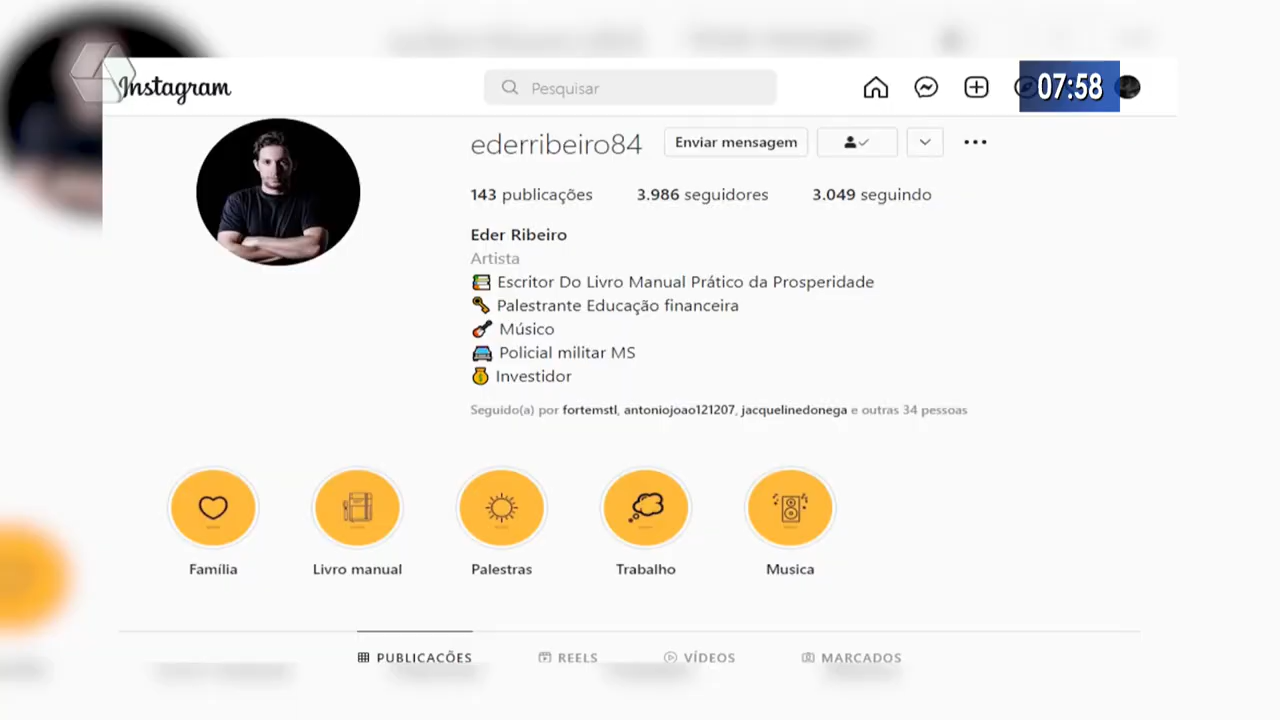 Instagram
Pesquisar
07:58
ederribeiro84
Enviar mensagem
143 publicações 3.986 seguidores 3.049 seguindo
Eder Ribeiro
Artista
Escritor Do Livro Manual Prático da Prosperidade
Palestrante Educação financeira
Músico
Policial militar MS
Investidor
Seguido(a) por fortemstl, antoniojoao121207, jacquelinedonega e outras 34 pessoas
Família Livro manual Palestras Trabalho Musica
PUBLICAÇÕES REELS VÍDEOS MARCADOS